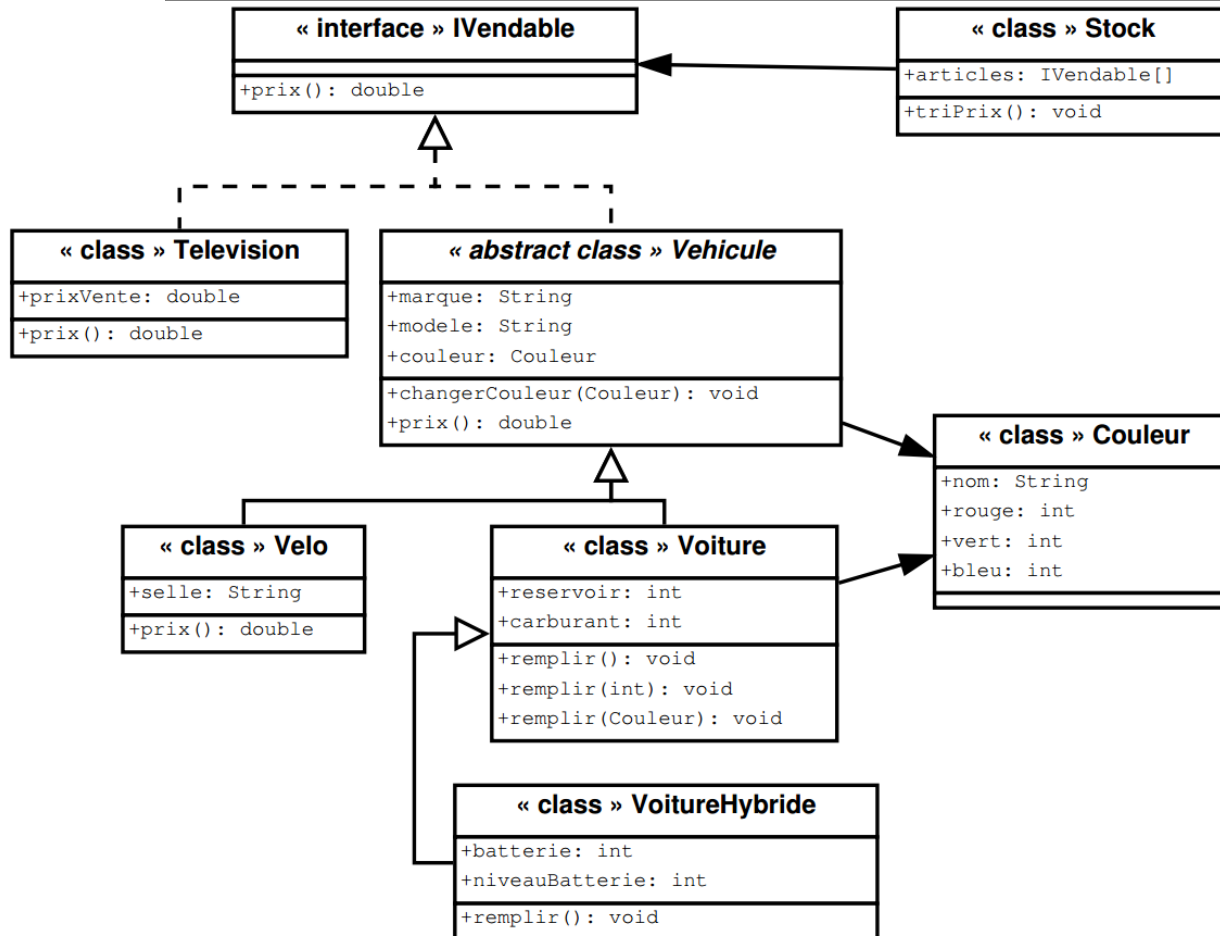 « interface » IVendable
+prix(): double
« class » Stock
+articles: IVendable[]
+triPrix(): void
« class » Television
+prixVente: double
+prix(): double
« abstract class » Vehicule
+marque: String
+modele: String
+couleur: Couleur
+changerCouleur(Couleur): void
+prix(): double
« class » Couleur
+nom: String
+rouge: int
+vert: int
+bleu: int
« class » Velo
+selle: String
+prix(): double
« class » Voiture
+reservoir: int
+carburant: int
+remplir(): void
+remplir(int): void
+remplir(Couleur): void
« class » VoitureHybride
+batterie: int
+niveauBatterie: int
+remplir(): void